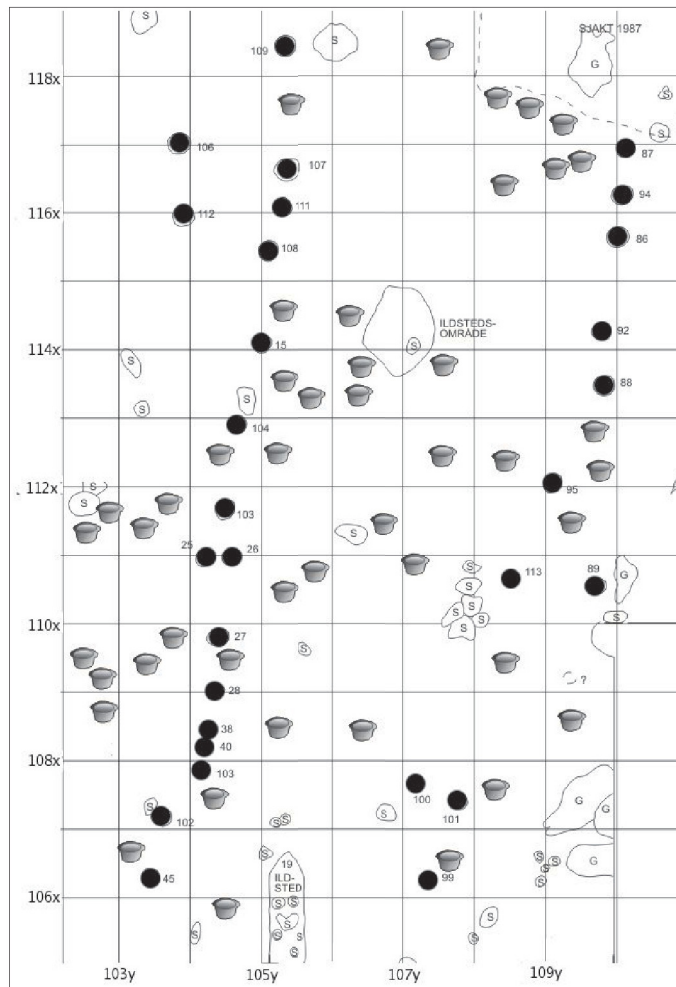 S
S
SJAKT 1987
109
G
118x
S
S
106
87
107
94
116x
112
111
86
108
ILDSTEDS-
OMRÅDE
92
15
S
114x
S
88
S
S
104
S
112x
S
95
103
S
25
26
S
113
89
G
S
S
S
S
S
S
110x
S
27
S
?
28
38
40
108x
103
100
101
G
G
S
102
S
S
S
S
19
ILD-
STED
S
S
S
S
G
106x
45
99
S
S
S
S
S
S
S
S
S
S
103y
105y
107y
109y